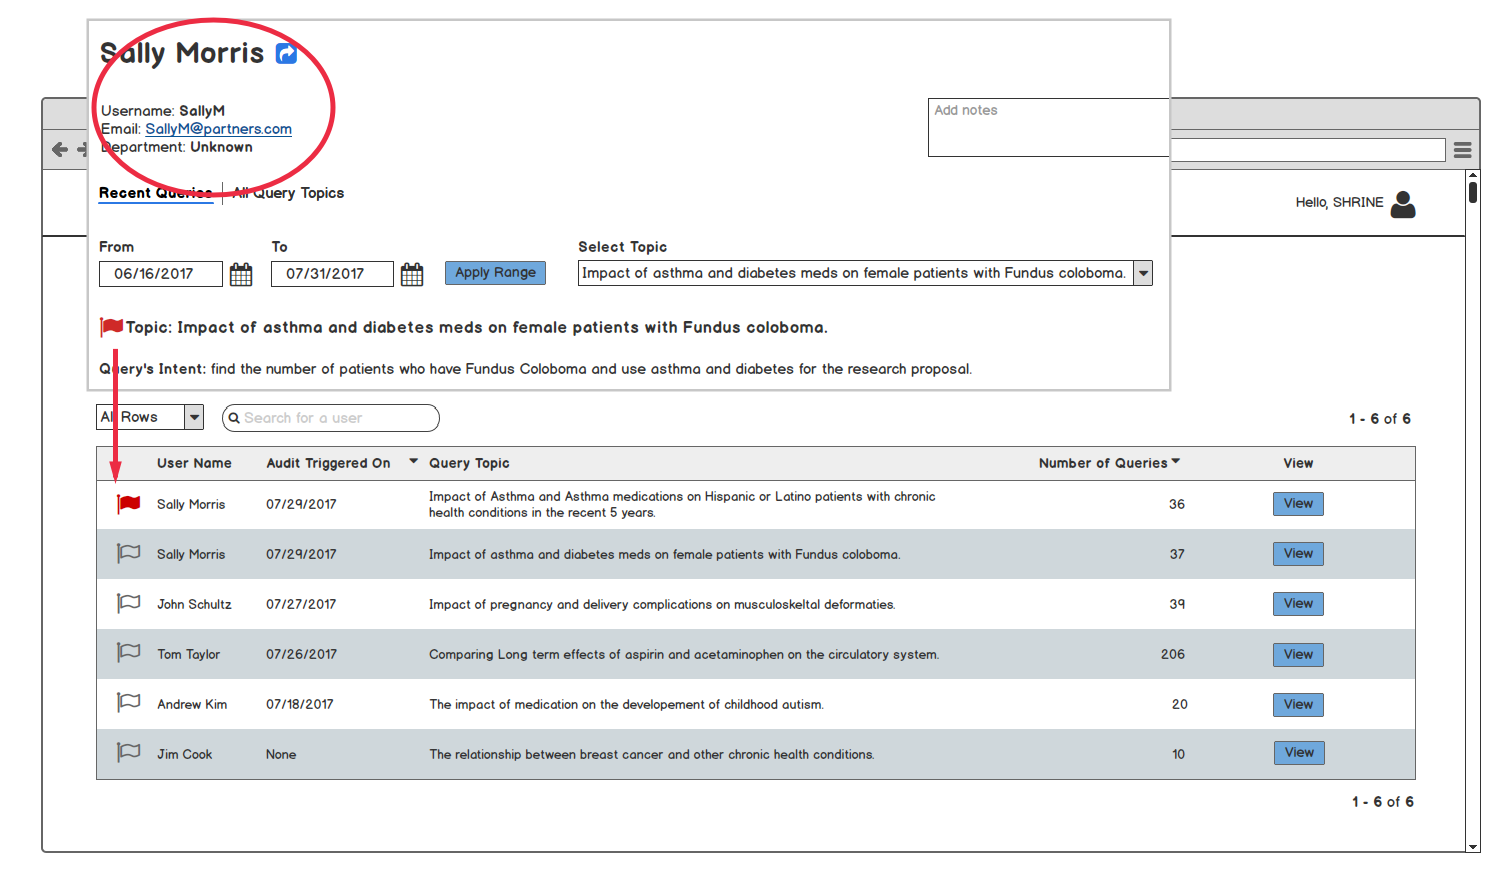 Sally Morris
Username: SallyM
Email: SallyM@partners.com
Department: Unknown
Add notes
Recent Queries All Query Topics
Hello, SHRINE
From To Select Topic
06/16/2017 07/31/2017 Apply Range Impact of asthma and diabetes meds on female patients with Fundus coloboma.
Topic: Impact of asthma and diabetes meds on female patients with Fundus coloboma.
Query's Intent: find the number of patients who have Fundus Coloboma and use asthma and diabetes for the research proposal.
All Rows Search for a user 1 - 6 of 6
User Name Audit Triggered On Query Topic Number of Queries View
Sally Morris 07/29/2017 Impact of Asthma and Asthma medications on Hispanic or Latino patients with chronic
health conditions in the recent 5 years. 36 View
Sally Morris 07/29/2017 Impact of asthma and diabetes meds on female patients with Fundus coloboma. 37 View
John Schultz 07/27/2017 Impact of pregnancy and delivery complications on musculoskeltal deformaties. 39 View
Tom Taylor 07/26/2017 Comparing Long term effects of aspirin and acetaminophen on the circulatory system. 206 View
Andrew Kim 07/18/2017 The impact of medication on the developement of childhood autism. 20 View
Jim Cook None The relationship between breast cancer and other chronic health conditions. 10 View
1 - 6 of 6